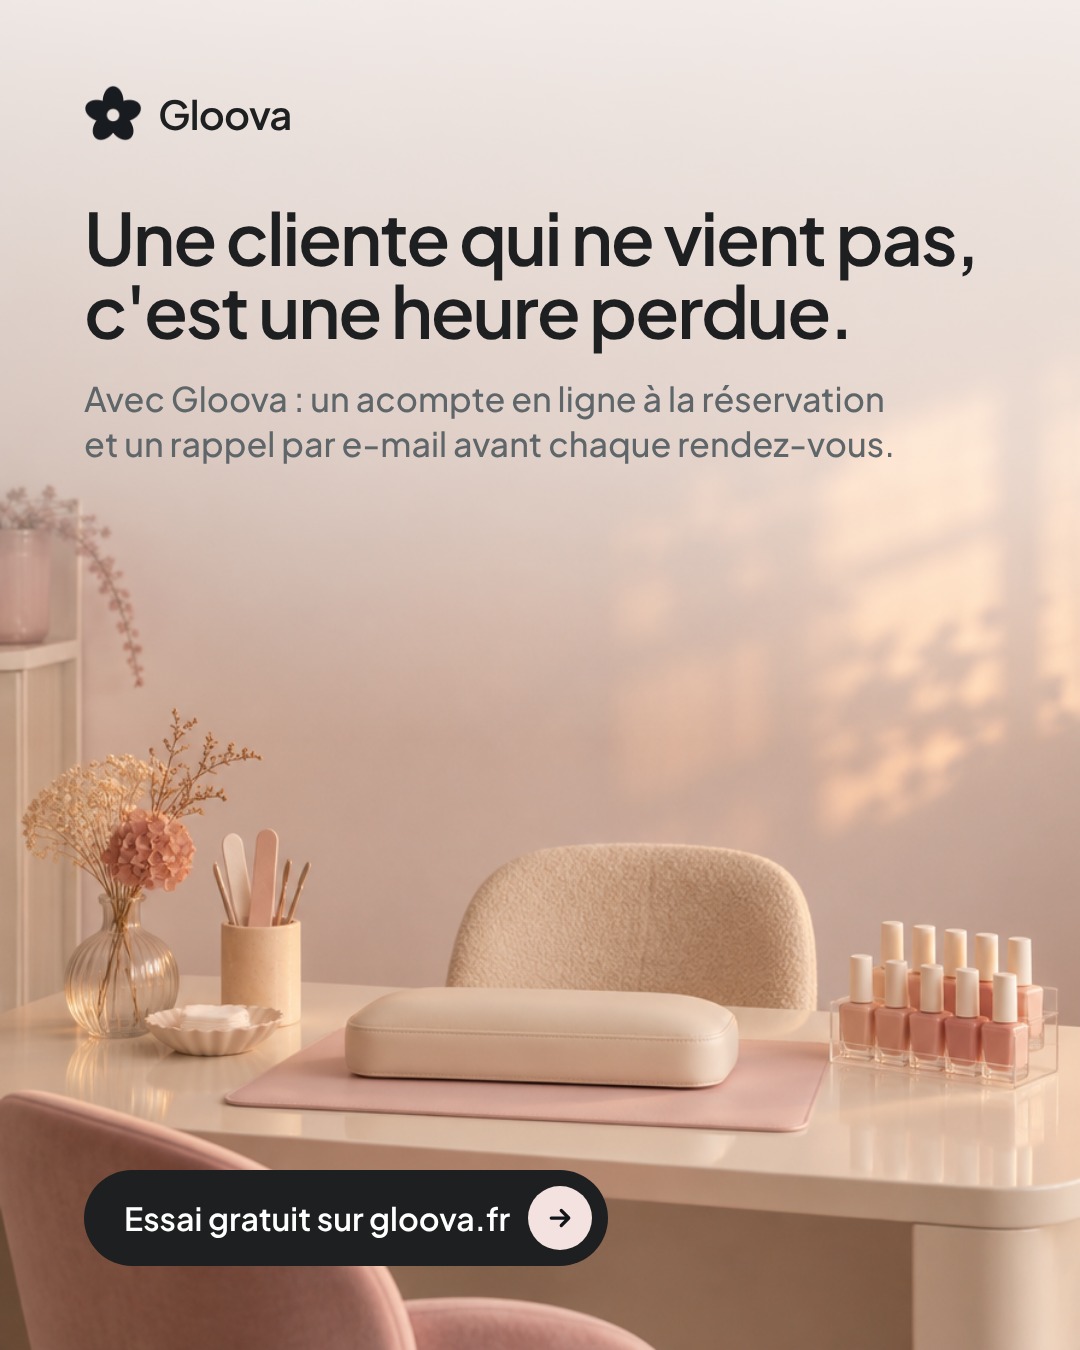 Gloova
Une cliente qui ne vient pas,
c'est une heure perdue.
Avec Gloova : un acompte en ligne à la réservation
et un rappel par e-mail avant chaque rendez-vous.
Essai gratuit sur gloova.fr